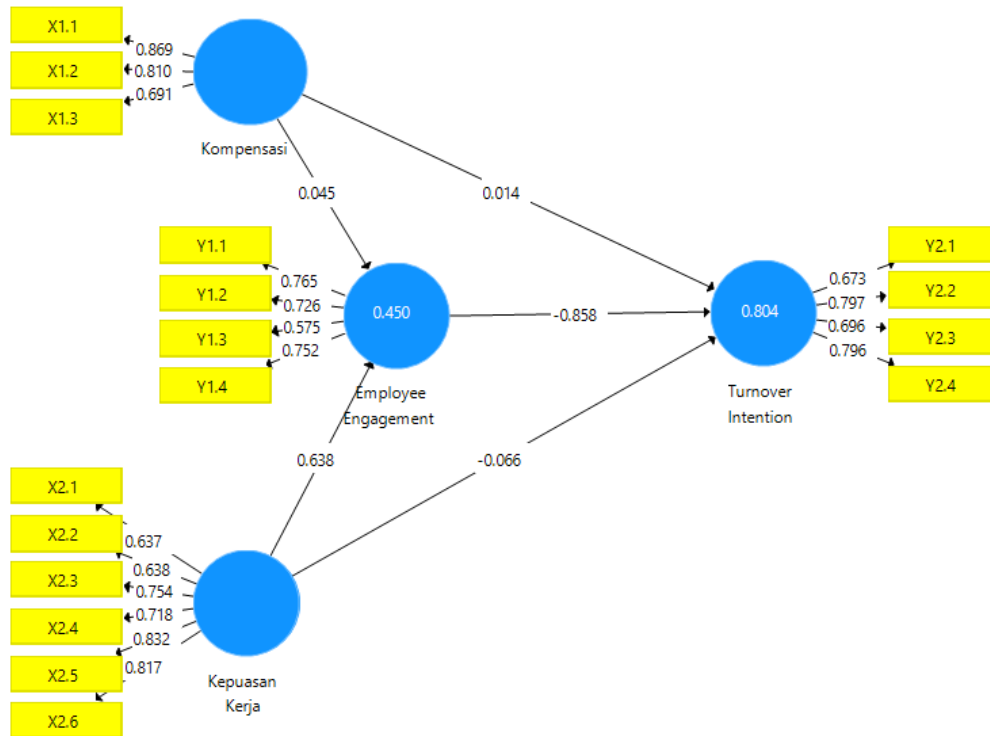 X1.1
X1.2
X1.3
0.869
0.810
0.691
Kompensasi
0.045
0.014
Y1.1
Y1.2
Y1.3
Y1.4
0.765
0.726
0.575
0.752
0.450
Employee
Engagement
-0.858
0.804
Turnover
Intention
0.673
0.797
0.696
0.796
Y2.1
Y2.2
Y2.3
Y2.4
0.638
-0.066
X2.1
X2.2
X2.3
X2.4
X2.5
X2.6
0.637
0.638
0.754
0.718
0.832
0.817
Kepuasan
Kerja